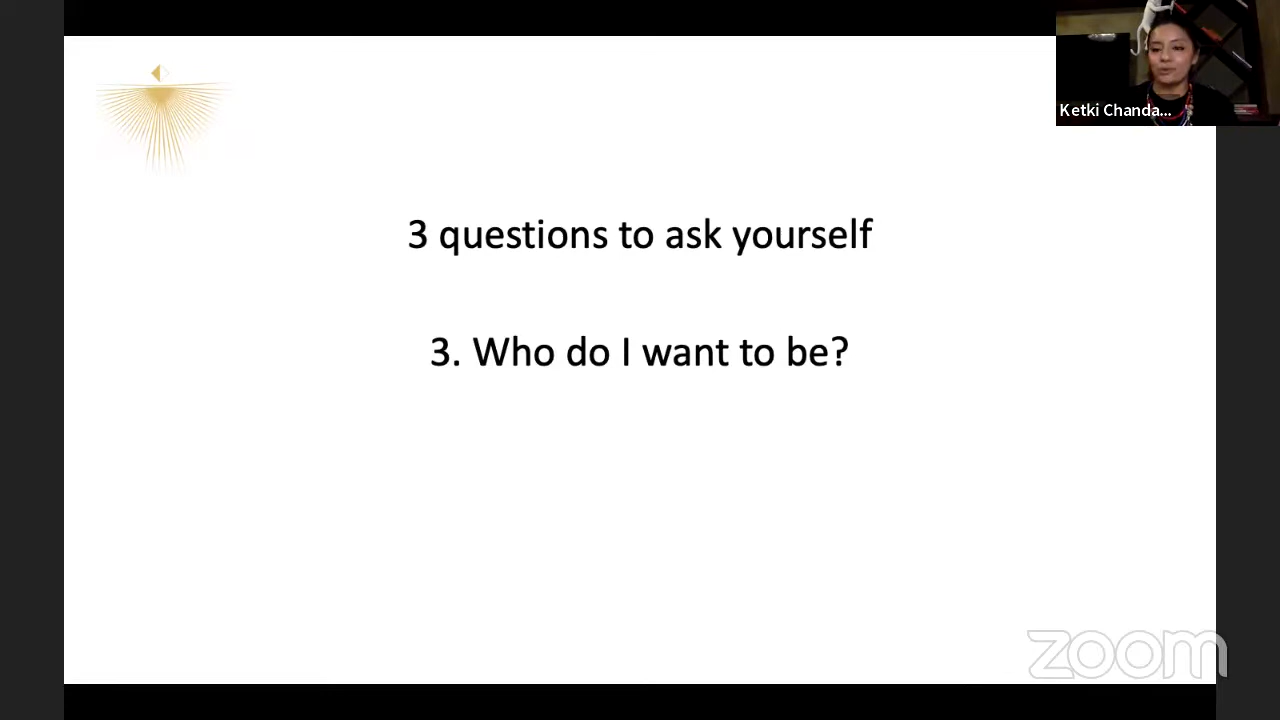 Ketki Chanda...
3 questions to ask yourself
3. Who do I want to be?
zoom